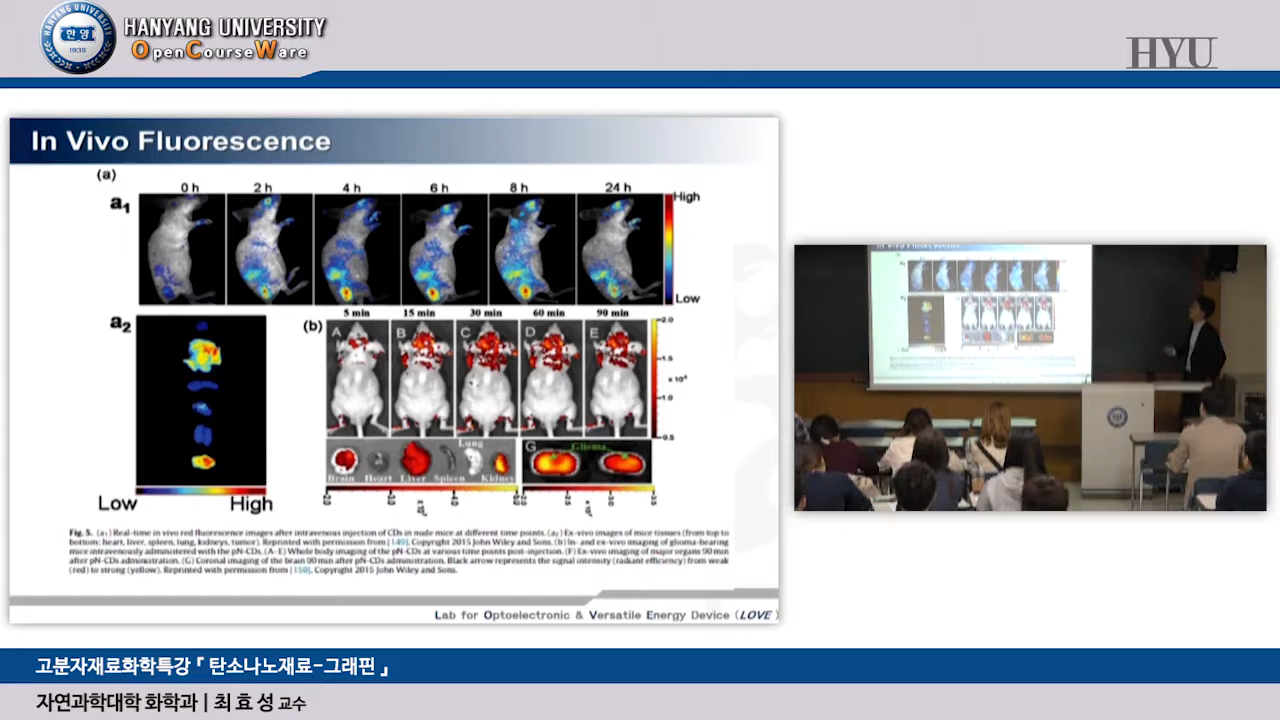 HANYANG UNIVERSITY
OpenCourseWare
한양
1939
HYU
In Vivo Fluorescence
(a)
0 h 2 h 4 h 6 h 8 h 24 h
a1
High
Low
a2
Low High
(b)
5 min 15 min 30 min 60 min 90 min
A B C D E
2.0
1.5
1.0
0.5
Brain Heart Liver Spleen Lung Kidney
G Glioma
Fig. 5. (a1) Real-time in vivo red fluorescence images after intravenous injection of CDs in nude mice at different time points. (a2) Ex-vivo images of mice tissues (from top to
bottom: heart, liver, spleen, lung, kidneys, tumor). Reprinted with permission from [149]. Copyright 2015 John Wiley and Sons. (b) In- and ex-vivo imaging of glioma-bearing
mice intravenously administered with the pN-CDs. (A–E) Whole body imaging of the pN-CDs at various time points post-injection. (F) Ex-vivo imaging of major organs 90 min
after pN-CDs administration. (G) Coronal imaging of the brain 90 min after pN-CDs administration. Black arrow represents the signal intensity (radiant efficiency) from weak
(red) to strong (yellow). Reprinted with permission from [150]. Copyright 2015 John Wiley and Sons.
Lab for Optoelectronic & Versatile Energy Device (LOVE)
고분자재료화학특강『 탄소나노재료-그래핀 』
자연과학대학 화학과 | 최 효 성 교수